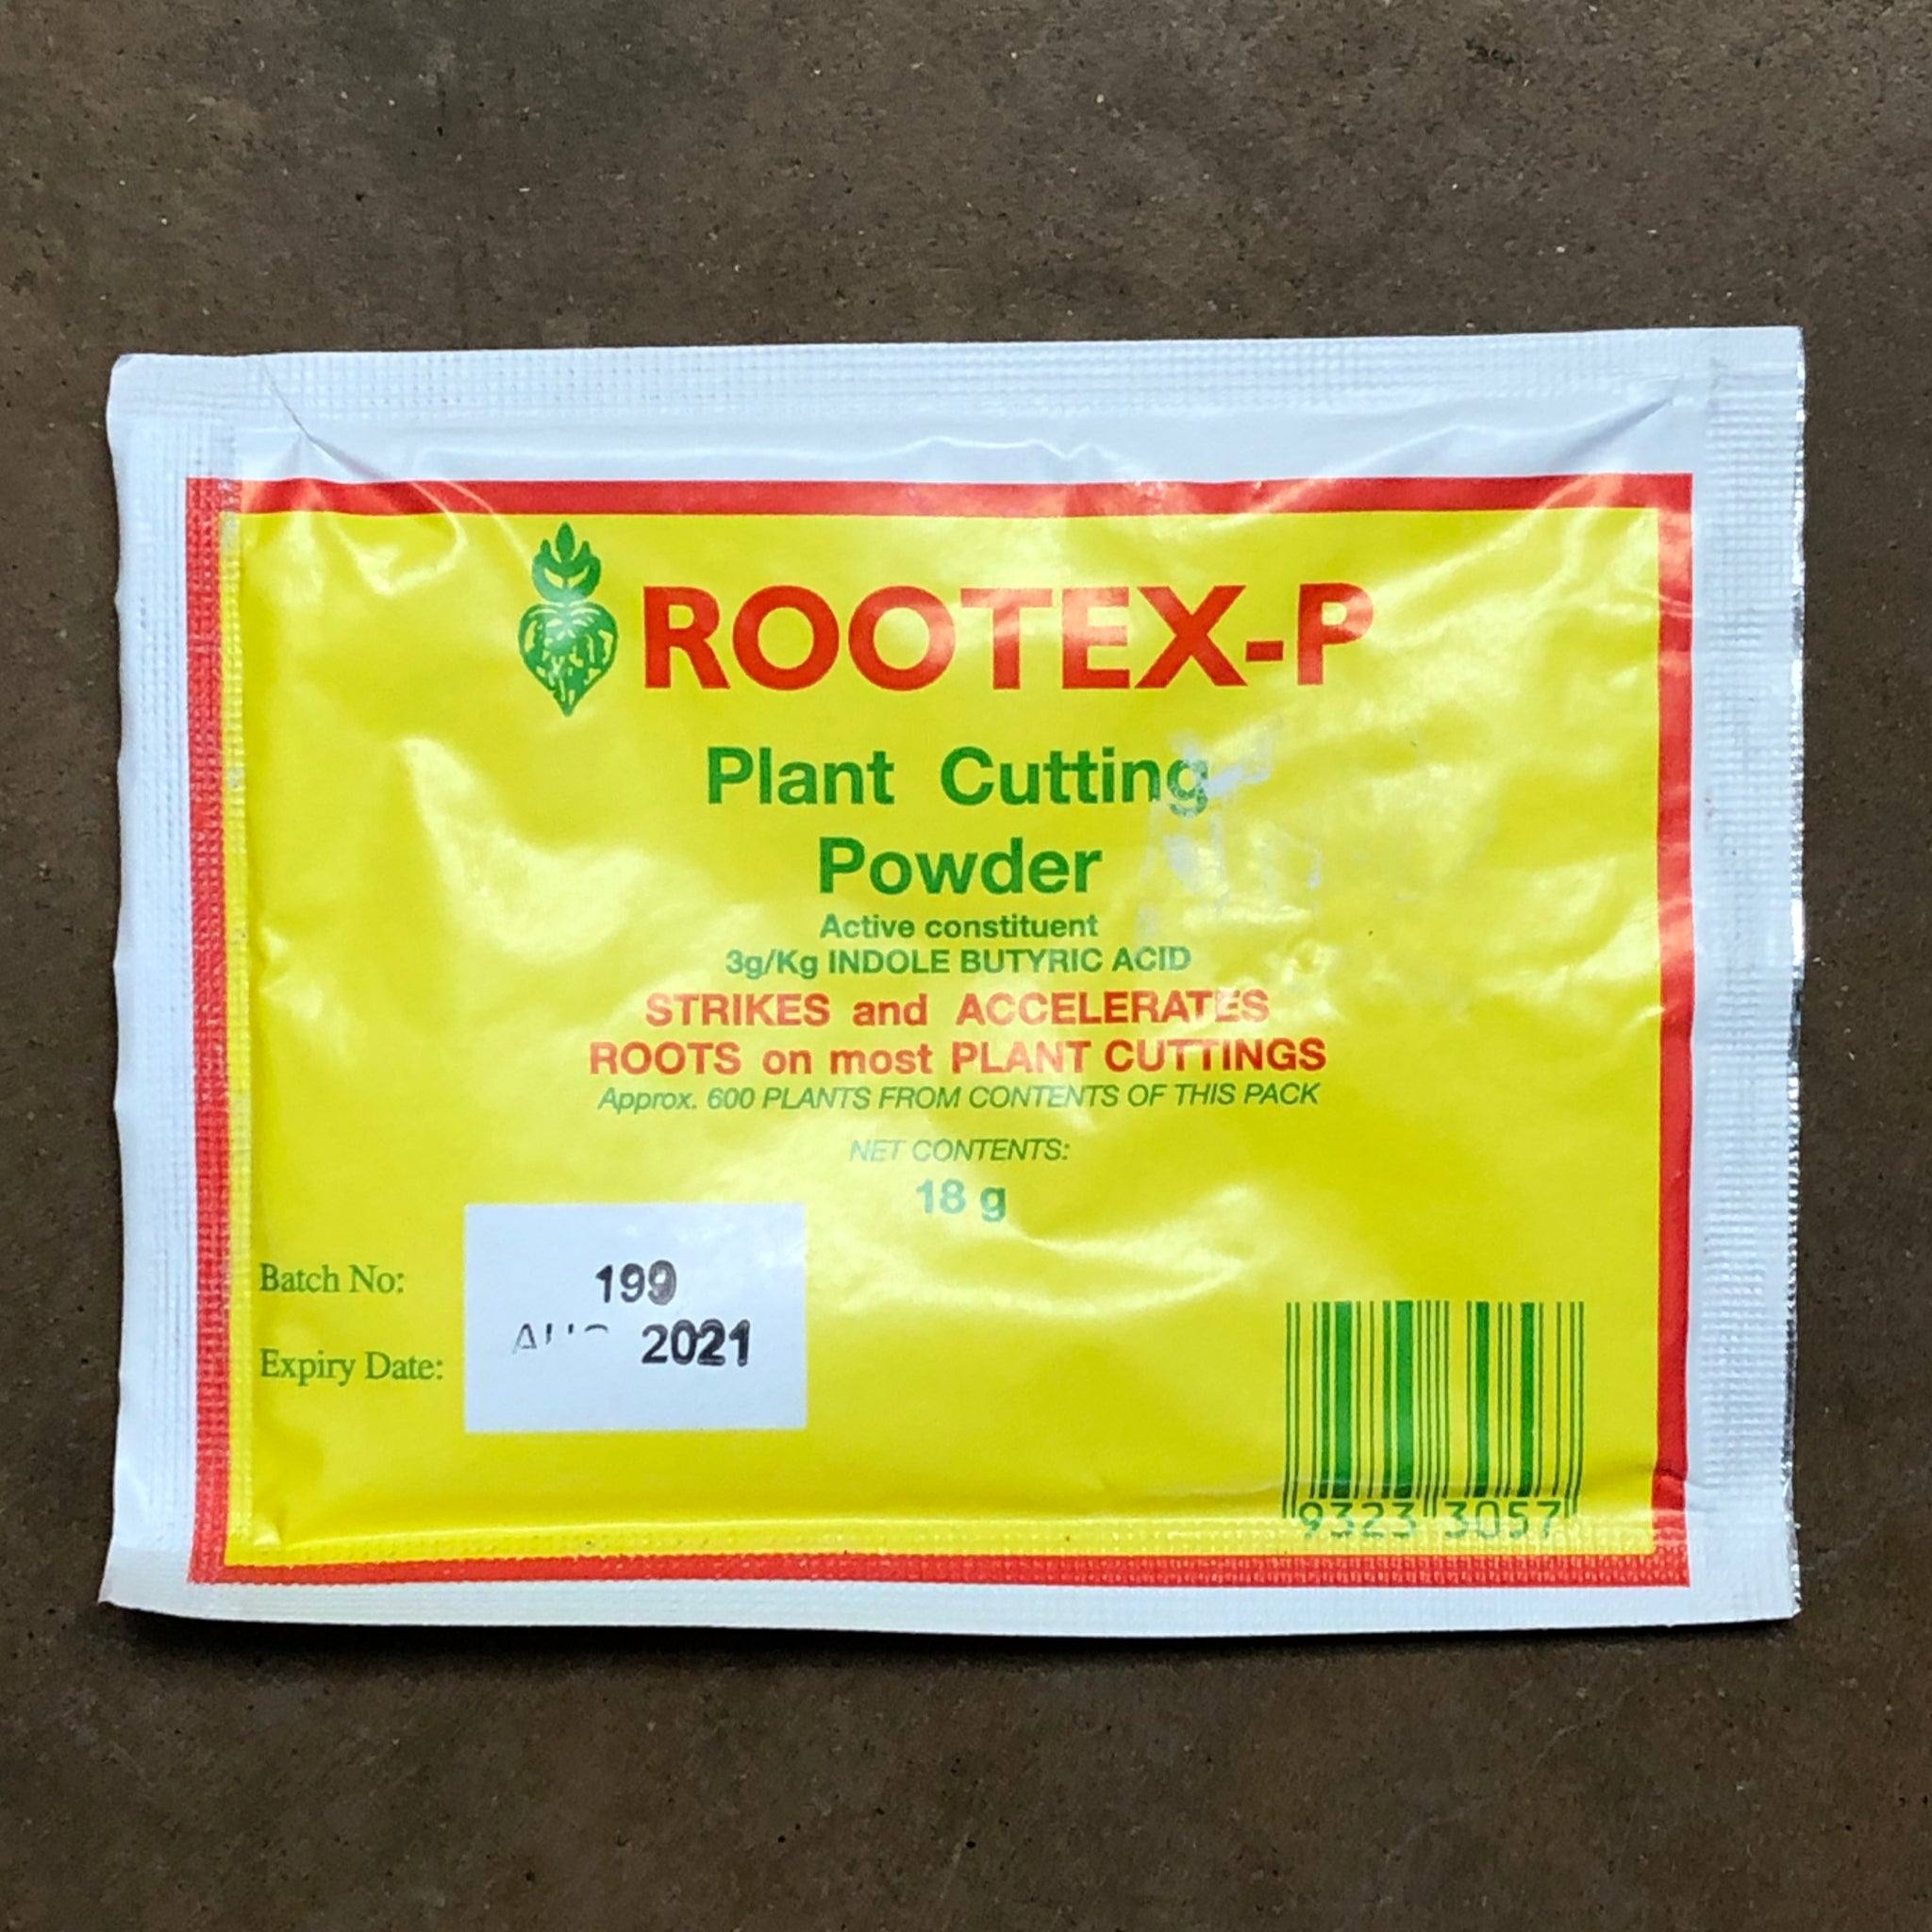 ROOTEX-P
Plant Cutting
Powder
Active constituent
3g/Kg INDOLE BUTYRIC ACID
STRIKES and ACCELERATES
ROOTS on most PLANT CUTTINGS
Approx. 600 PLANTS FROM CONTENTS OF THIS PACK
NET CONTENTS:
18 g
Batch No: 199
Expiry Date: 2021
9323 3057